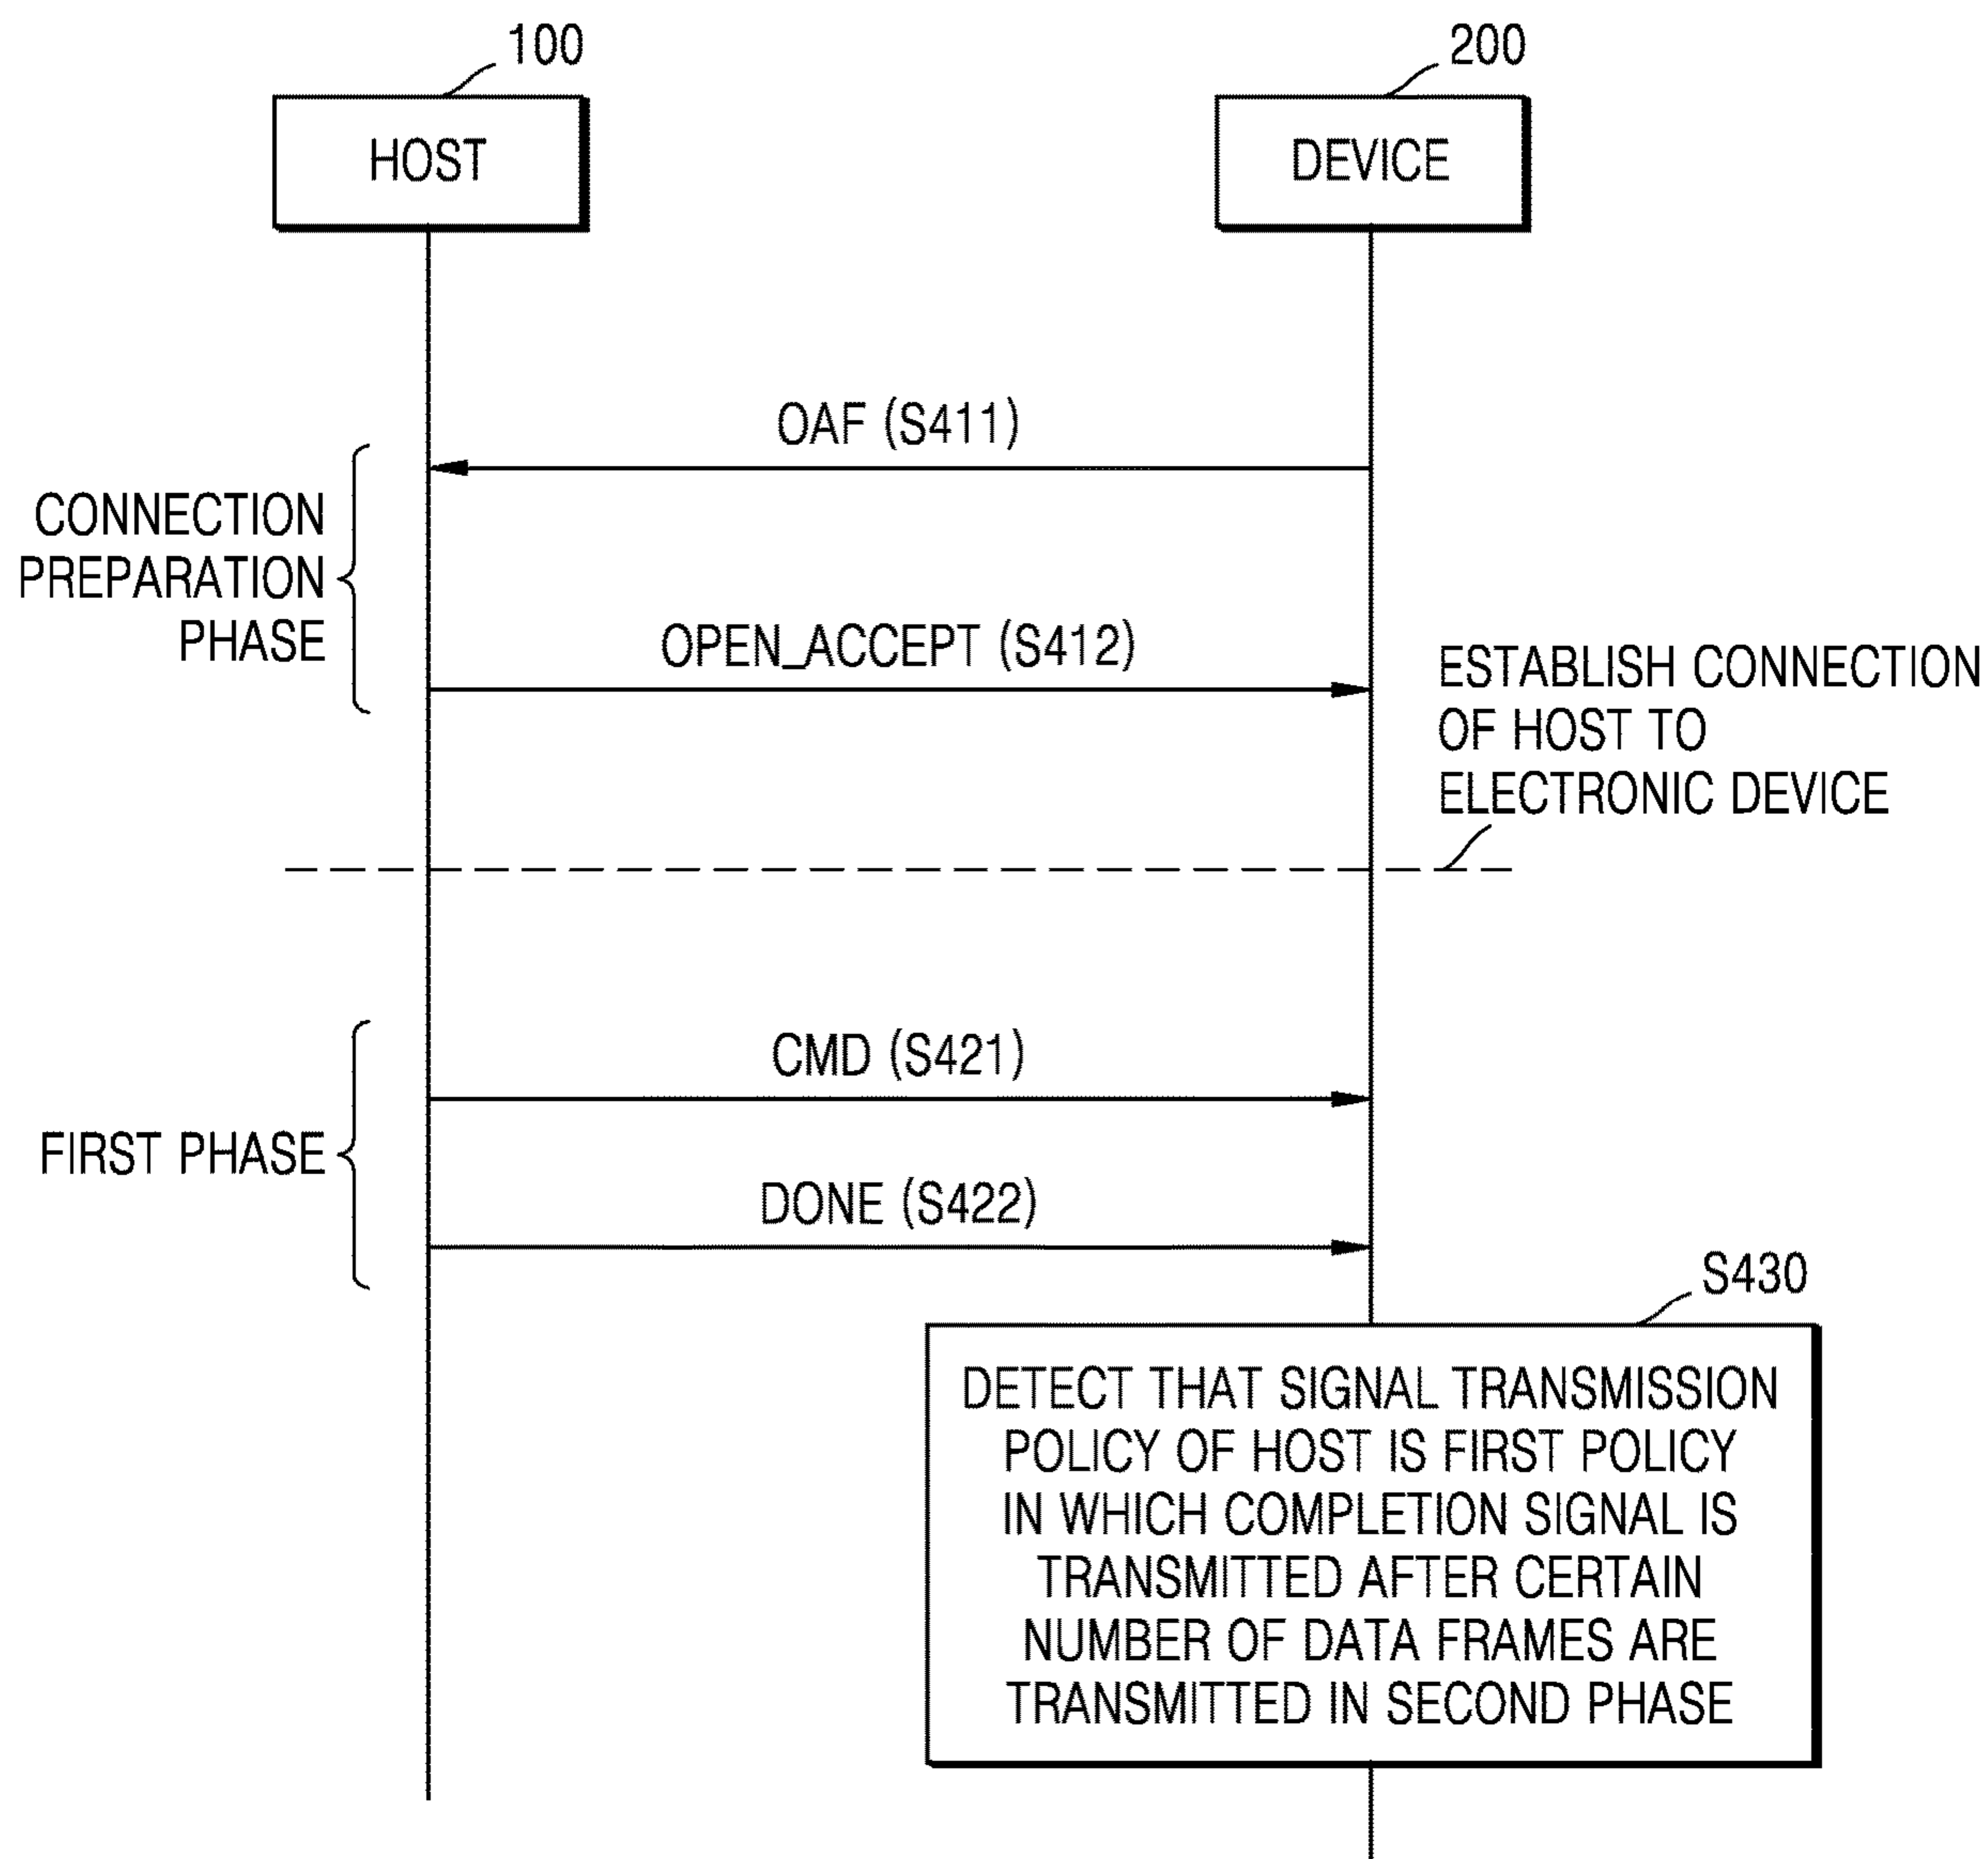 100
200
HOST
DEVICE
OAF (S411)
CONNECTION
PREPARATION
PHASE
OPEN_ACCEPT (S412)
ESTABLISH CONNECTION
OF HOST TO
ELECTRONIC DEVICE
CMD (S421)
FIRST PHASE
DONE (S422)
S430
DETECT THAT SIGNAL TRANSMISSION
POLICY OF HOST IS FIRST POLICY
IN WHICH COMPLETION SIGNAL IS
TRANSMITTED AFTER CERTAIN
NUMBER OF DATA FRAMES ARE
TRANSMITTED IN SECOND PHASE